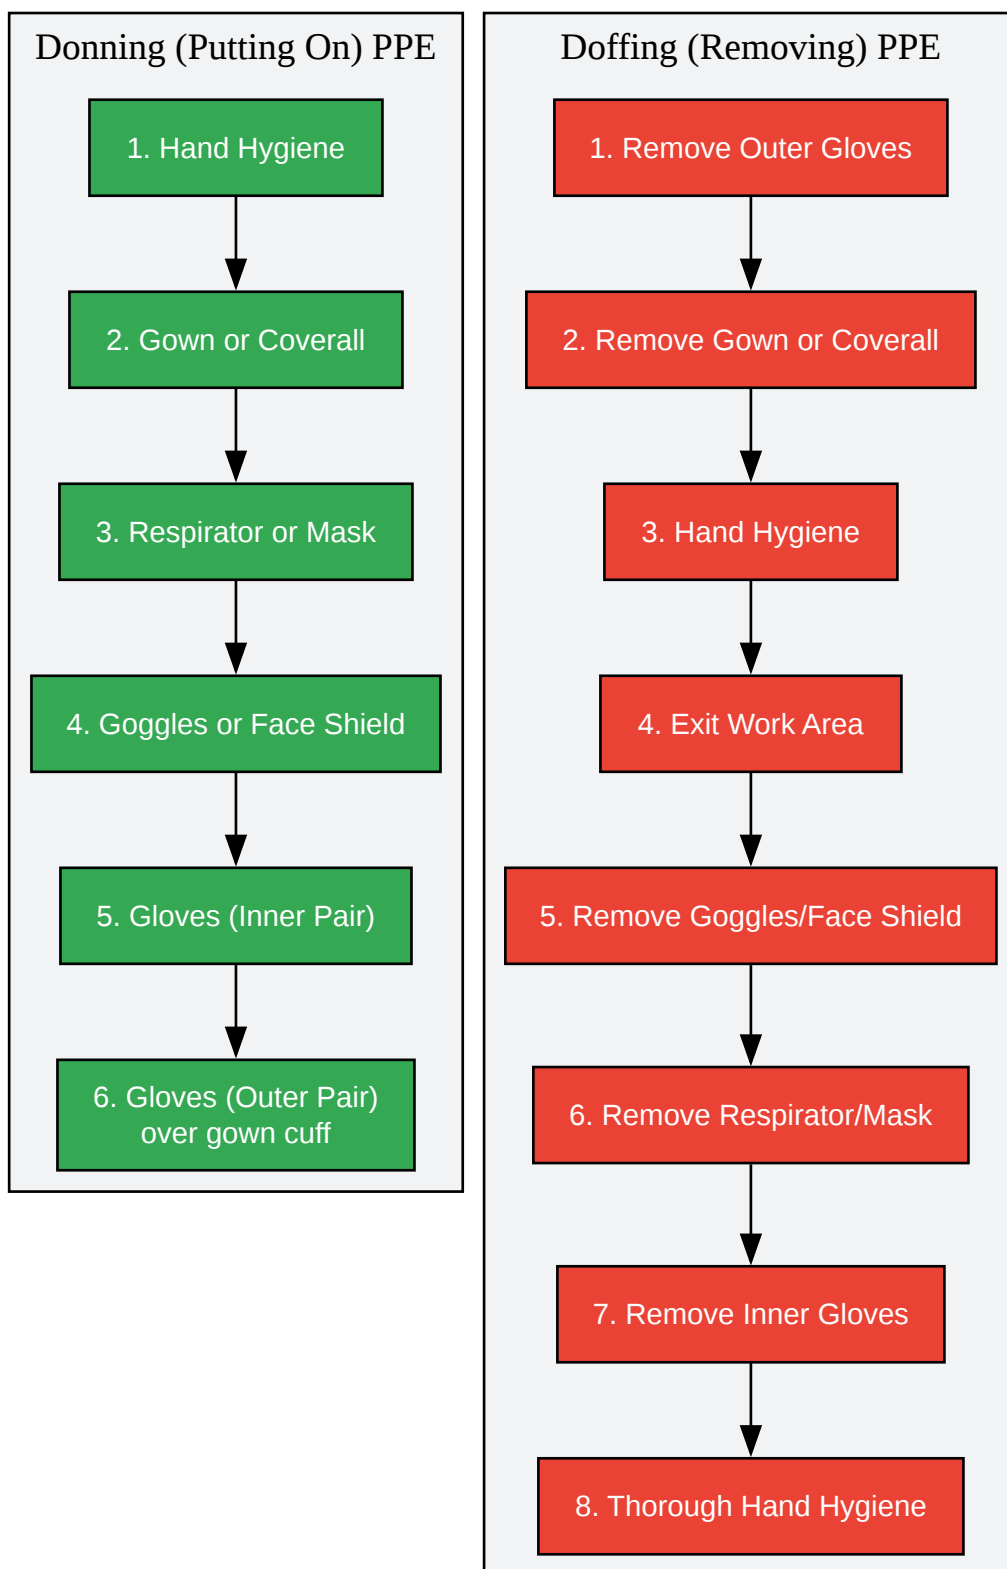 Donning (Putting On) PPE
1. Hand Hygiene
2. Gown or Coverall
3. Respirator or Mask
4. Goggles or Face Shield
5. Gloves (Inner Pair)
6. Gloves (Outer Pair)
over gown cuff
Doffing (Removing) PPE
1. Remove Outer Gloves
2. Remove Gown or Coverall
3. Hand Hygiene
4. Exit Work Area
5. Remove Goggles/Face Shield
6. Remove Respirator/Mask
7. Remove Inner Gloves
8. Thorough Hand Hygiene